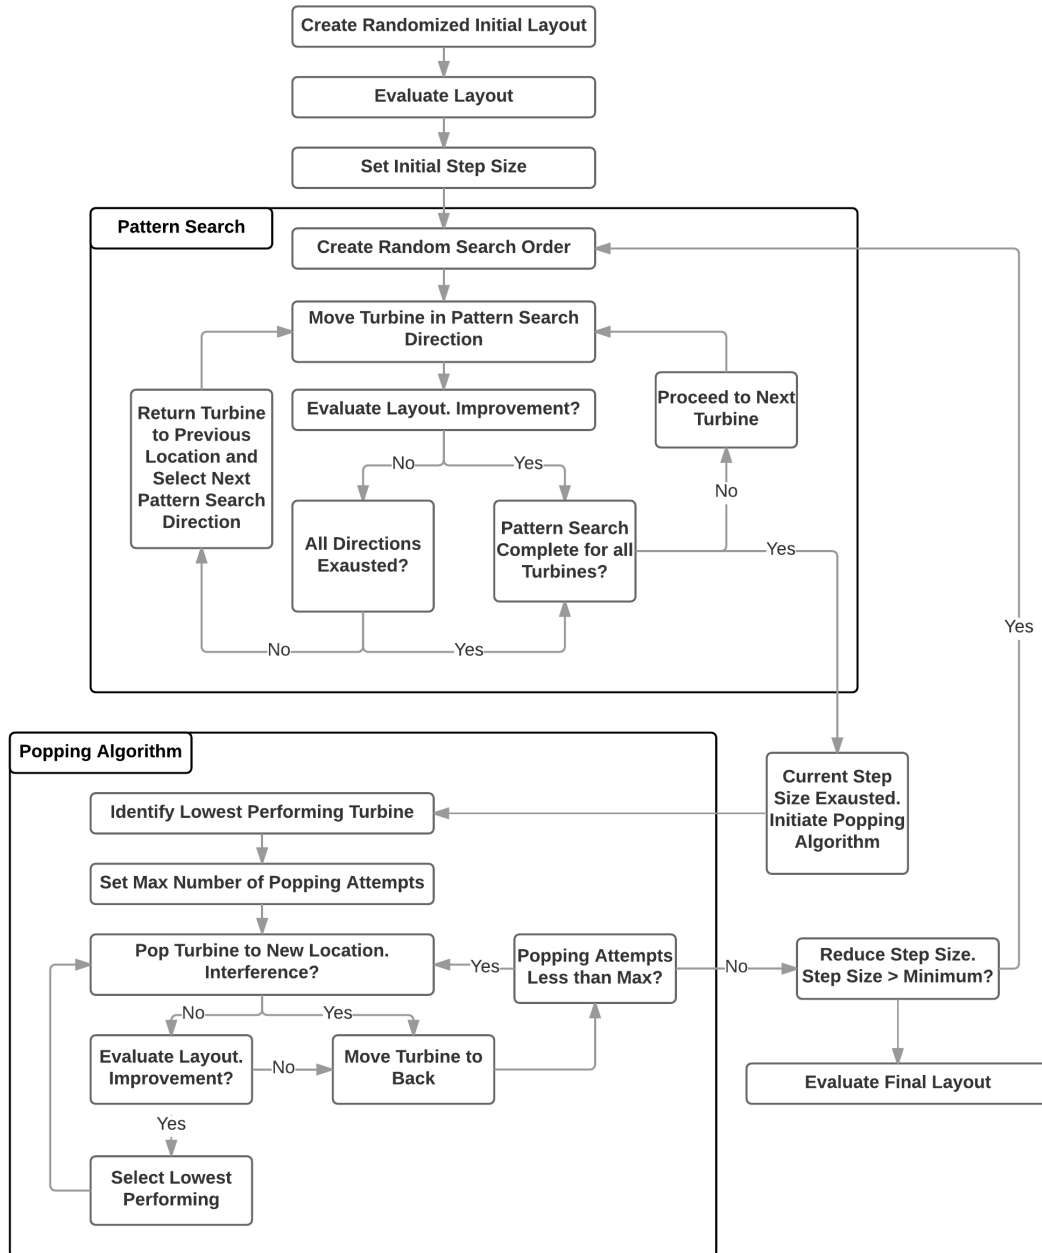 Create Randomized Initial Layout
Evaluate Layout
Set Initial Step Size
Pattern Search
Create Random Search Order
Move Turbine in Pattern Search
Direction
Return Turbine
to Previous
Location and
Select Next
Pattern Search
Direction
Evaluate Layout. Improvement?
Proceed to Next
Turbine
No
Yes
No
All Directions
Exausted?
Pattern Search
Complete for all
Turbines?
Yes
No
Yes
Yes
Popping Algorithm
Current Step
Size Exausted.
Initiate Popping
Algorithm
Identify Lowest Performing Turbine
Set Max Number of Popping Attempts
Pop Turbine to New Location.
Interference?
Yes
Popping Attempts
Less than Max?
No
Reduce Step Size.
Step Size > Minimum?
No
Yes
Evaluate Layout.
Improvement?
No
Move Turbine to
Back
Evaluate Final Layout
Yes
Select Lowest
Performing